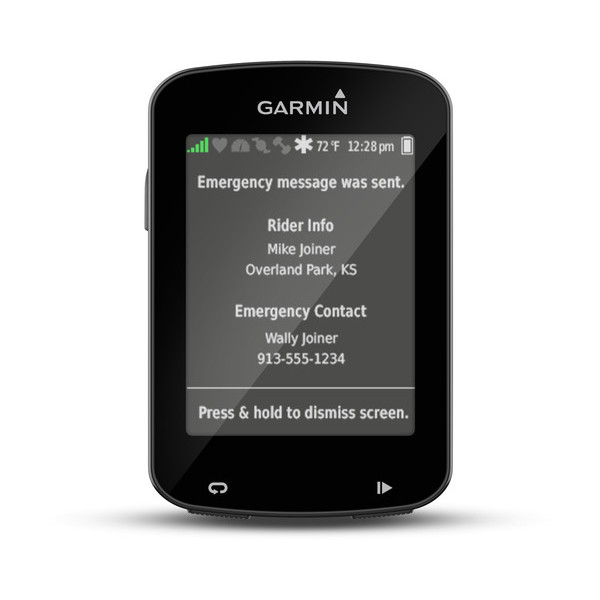 GARMIN
72°F 12:28 pm
Emergency message was sent.
Rider Info
Mike Joiner
Overland Park, KS
Emergency Contact
Wally Joiner
913-555-1234
Press & hold to dismiss screen.